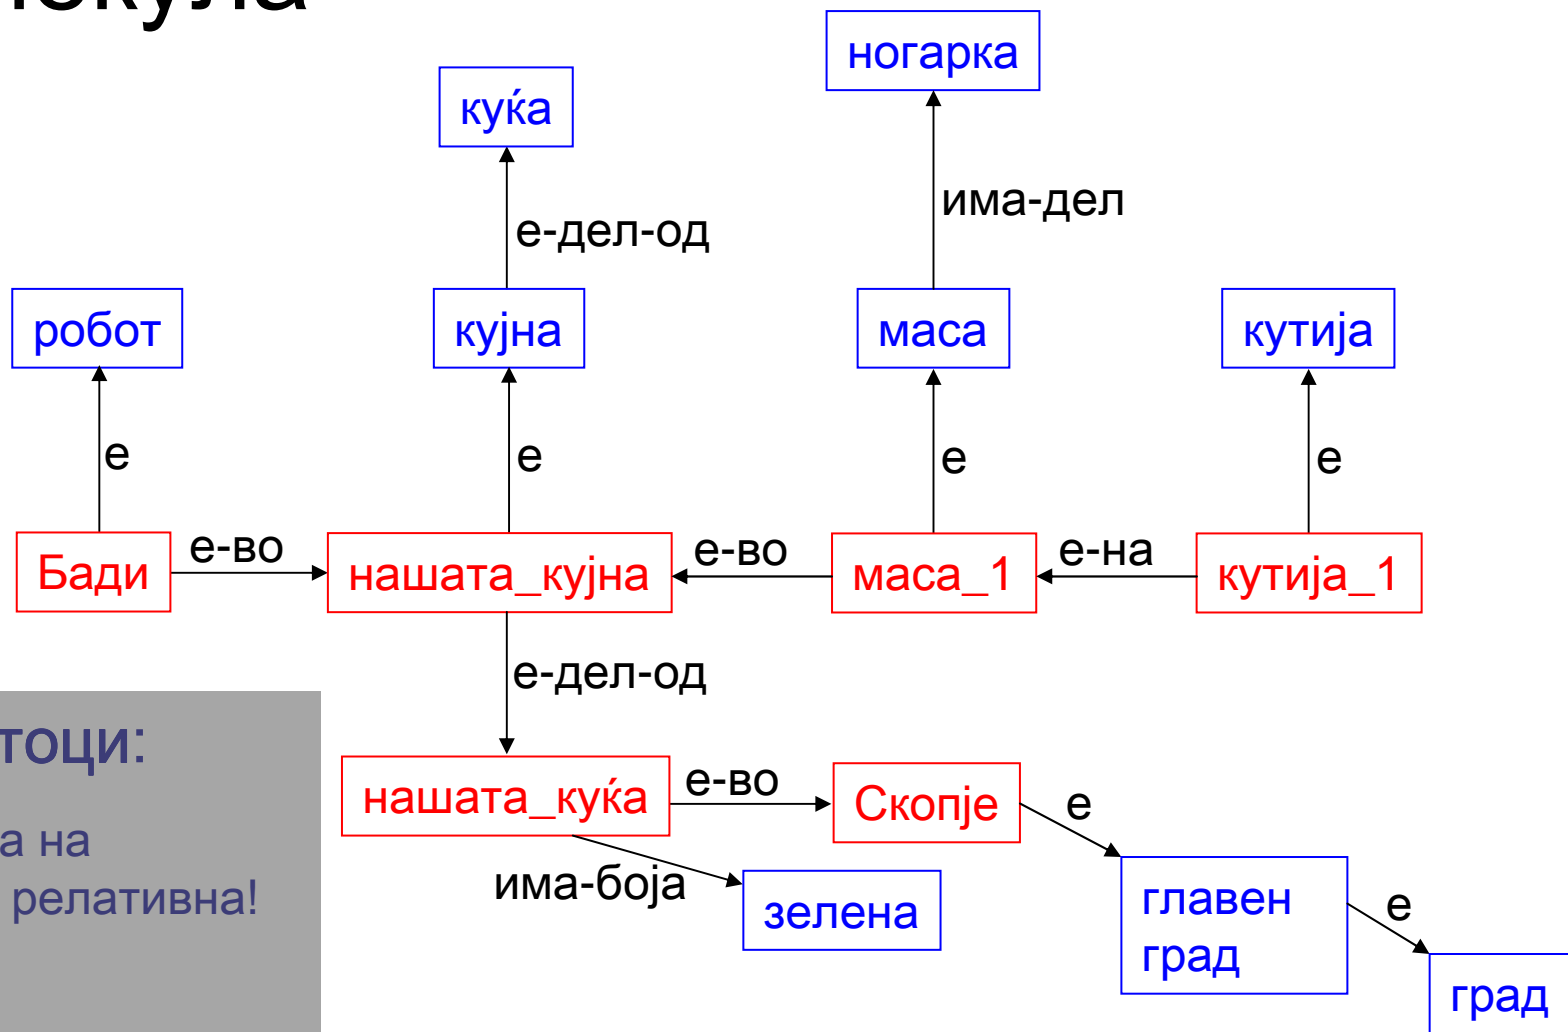 ногарка
куќа
има-дел
е-дел-од
робот
кујна
маса
кутија
е
е
е
е
Бади
е-во
нашата_кујна
е-во
маса_1
е-на
кутија_1
е-дел-од
тоци:
нашата_куќа
е-во
Скопје
е
а на
релативна!
има-боја
зелена
главен
град
е
град